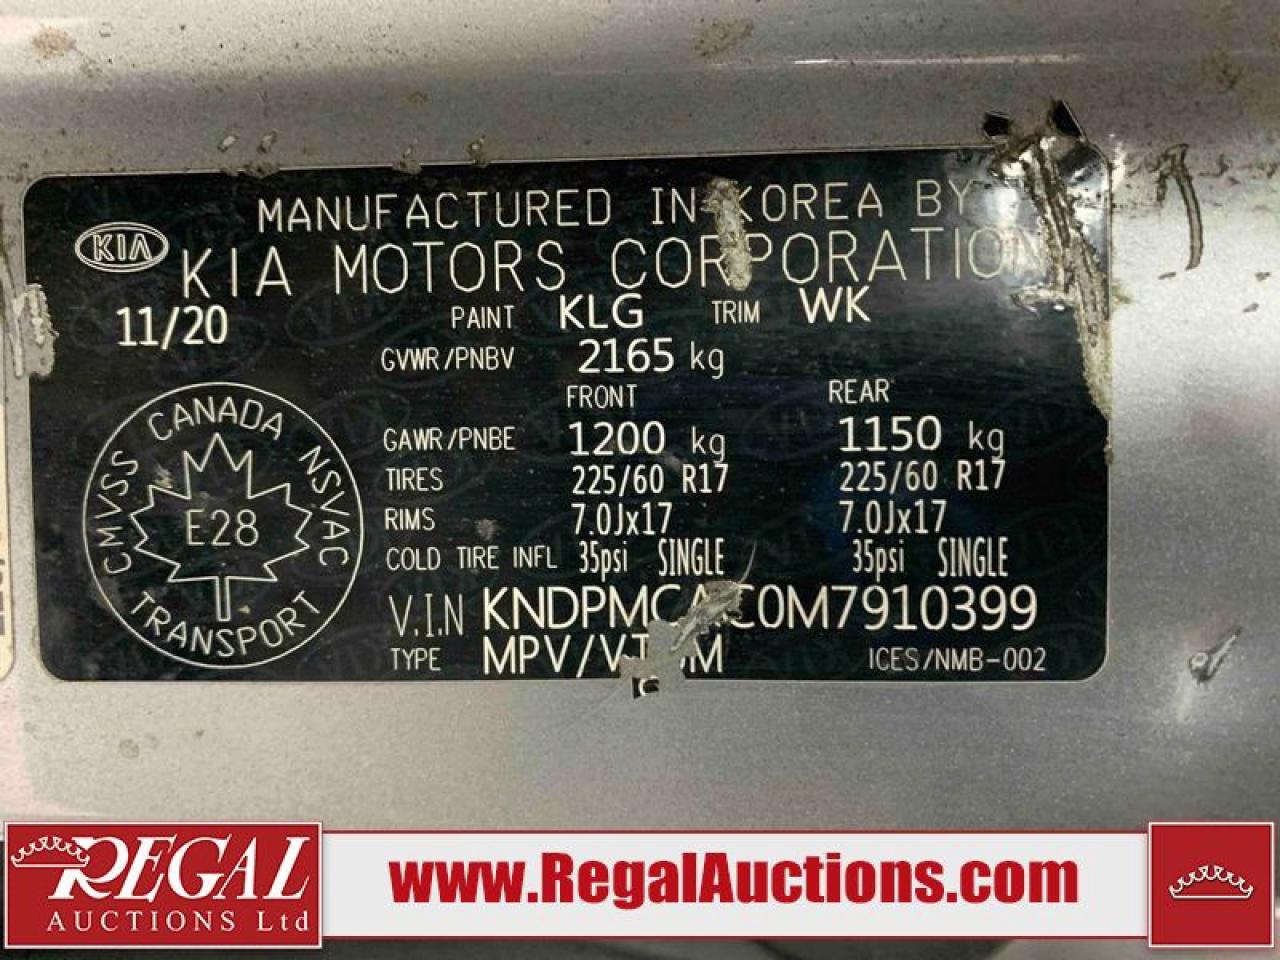 MANUFACTURED IN KOREA BY
KIA KIA MOTORS CORPORATION
11/20 PAINT KLG TRIM WK
GVWR/PNBV 2165 kg
FRONT REAR
GAWR/PNBE 1200 kg 1150 kg
TIRES 225/60 R17 225/60 R17
RIMS 7.0Jx17 7.0Jx17
COLD TIRE INFL 35psi SINGLE 35psi SINGLE
V.I.N
TYPE ICES/NMB-002
CANADA
CMVSS NSVAC
E28
TRANSPORT
REGAL
AUCTIONS Ltd
www.RegalAuctions.com